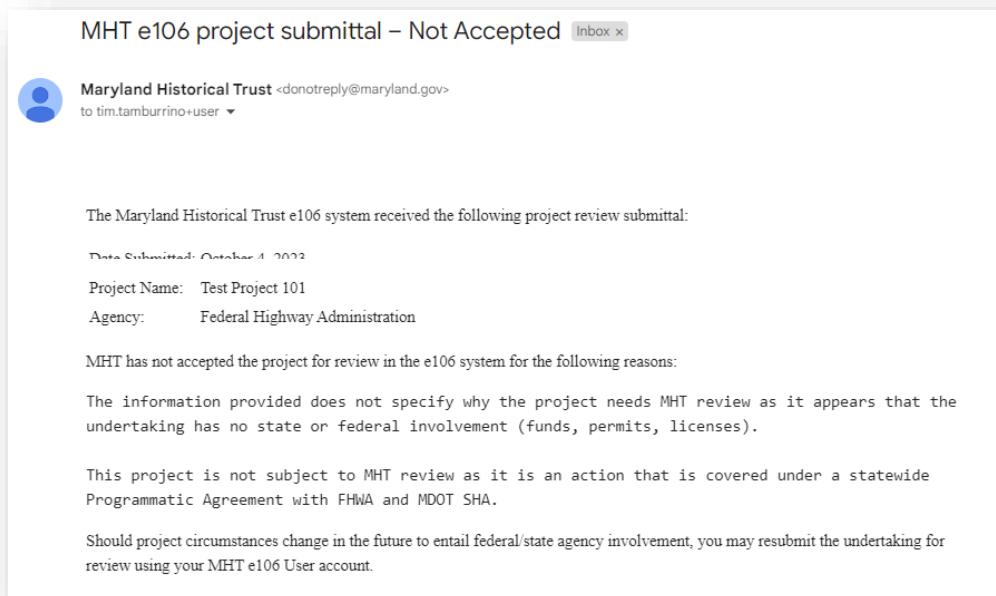 MHT e106 project submittal – Not Accepted Inbox ×
Maryland Historical Trust <donotreply@maryland.gov>
to tim.tamburrino+user
The Maryland Historical Trust e106 system received the following project review submittal:
Date Submitted: October 4, 2023
Project Name: Test Project 101
Agency: Federal Highway Administration
MHT has not accepted the project for review in the e106 system for the following reasons:
The information provided does not specify why the project needs MHT review as it appears that the
undertaking has no state or federal involvement (funds, permits, licenses).
This project is not subject to MHT review as it is an action that is covered under a statewide
Programmatic Agreement with FHWA and MDOT SHA.
Should project circumstances change in the future to entail federal/state agency involvement, you may resubmit the undertaking for
review using your MHT e106 User account.